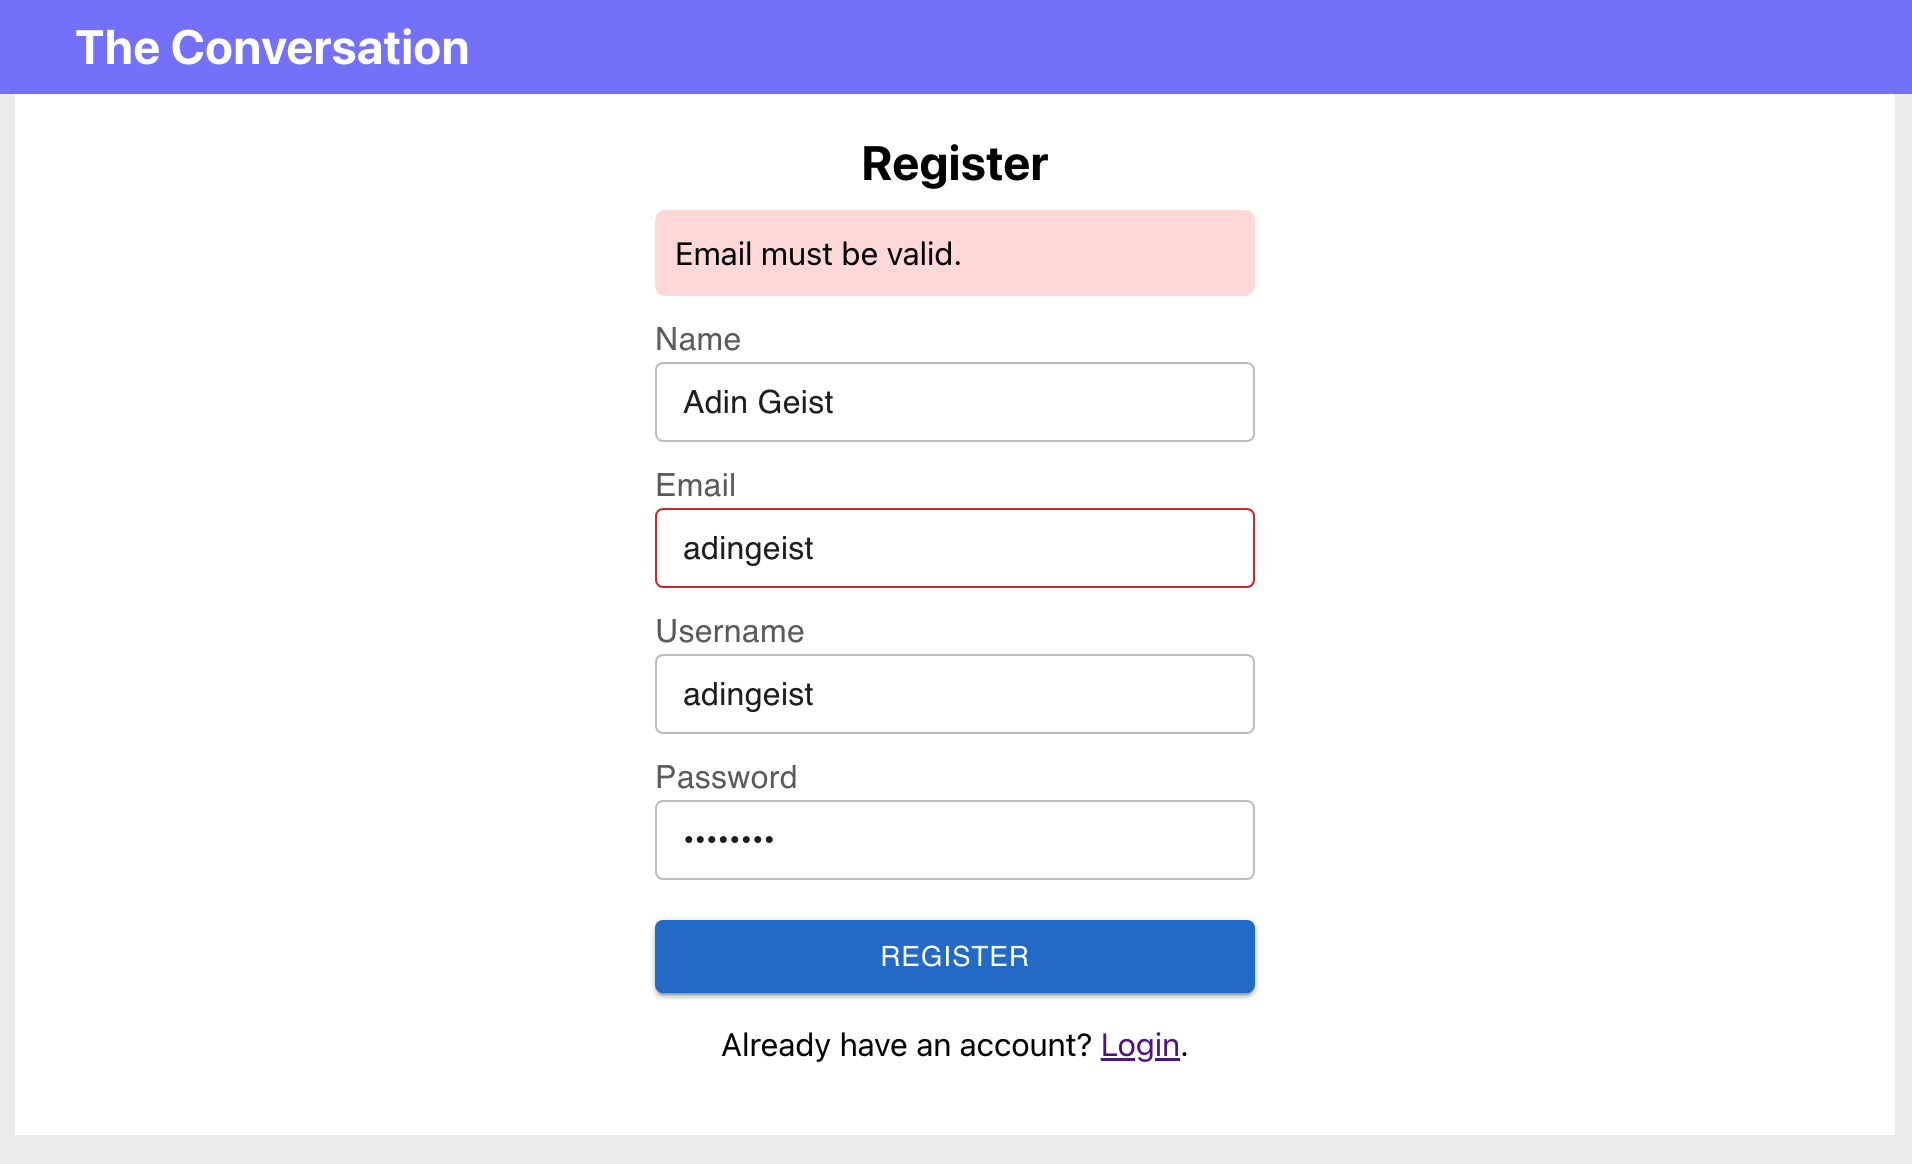 The Conversation
Register
Email must be valid.
Name
Adin Geist
Email
adingeist
Username
adingeist
Password
••••••••
REGISTER
Already have an account? Login.